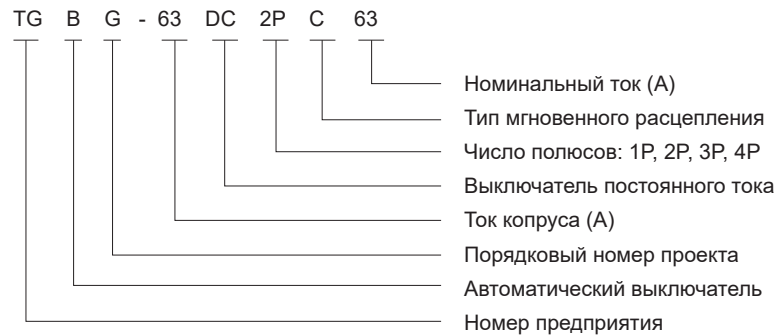 TG B G - 63 DC 2P C 63
Номинальный ток (А)
Тип мгновенного расцепления
Число полюсов: 1P, 2P, 3P, 4P
Выключатель постоянного тока
Ток копруса (А)
Порядковый номер проекта
Автоматический выключатель
Номер предприятия